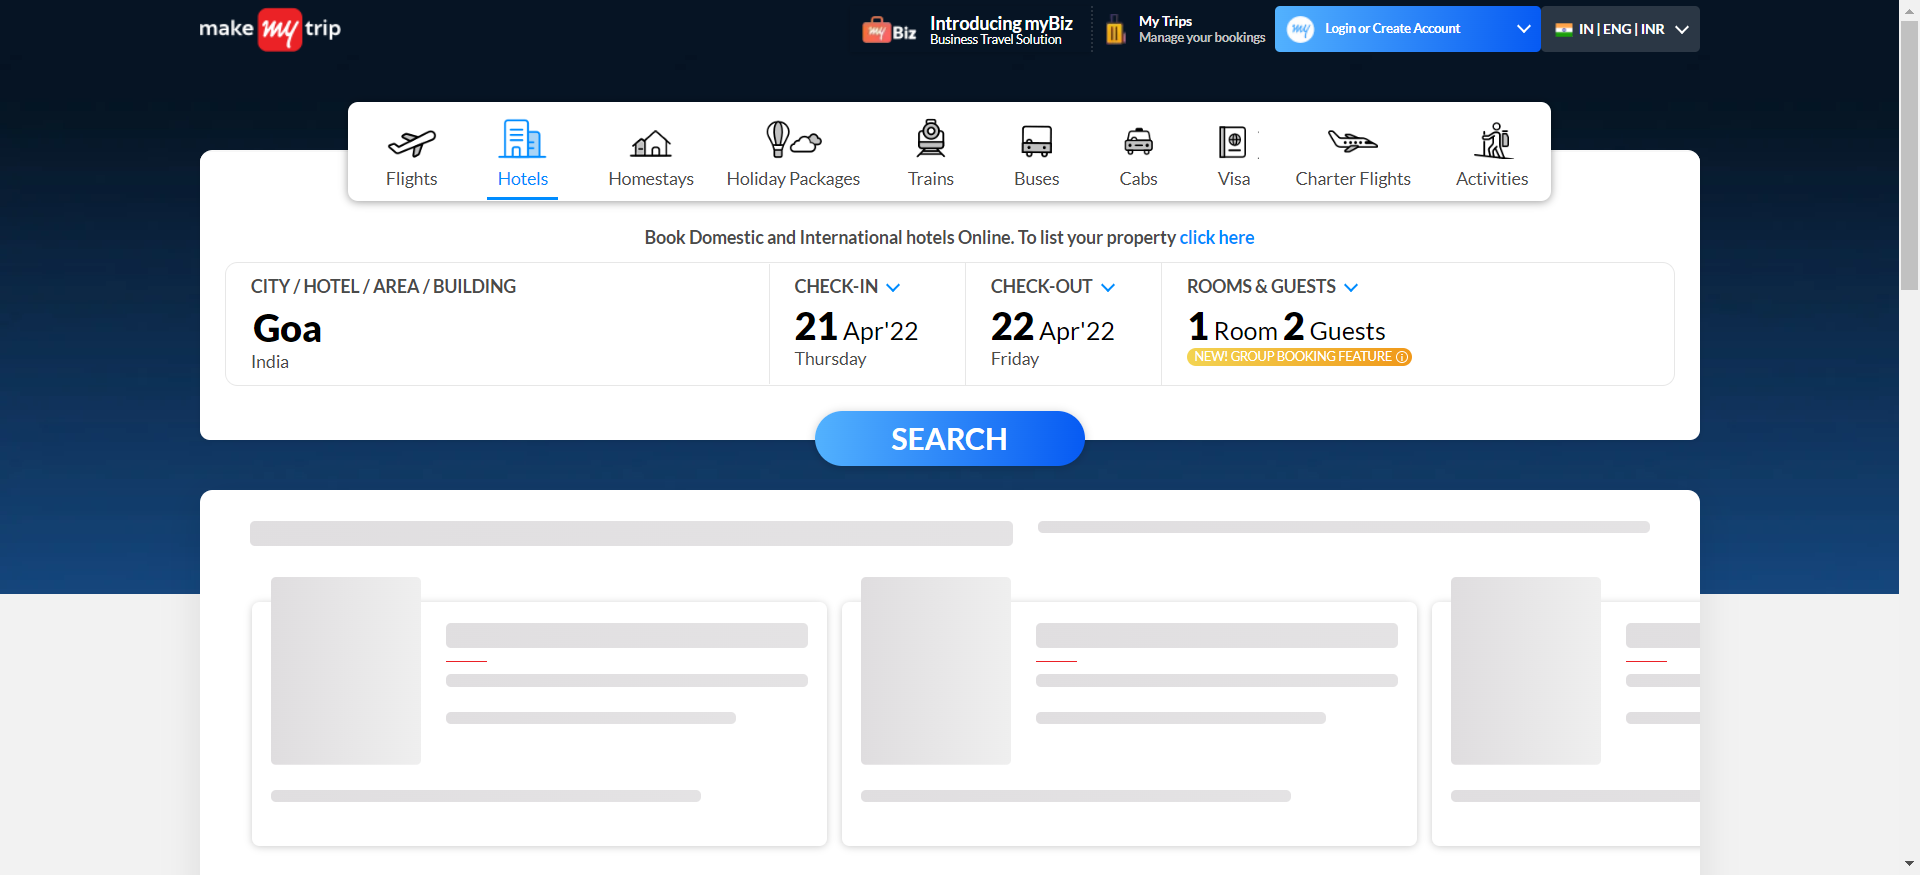 make my trip
my Biz
Introducing myBiz
Business Travel Solution
My Trips
Manage your bookings
my
Login or Create Account
IN | ENG | INR
Flights
Hotels
Homestays
Holiday Packages
Trains
Buses
Cabs
Visa
Charter Flights
Activities
Book Domestic and International hotels Online. To list your property click here
CITY / HOTEL / AREA / BUILDING
Goa
India
CHECK-IN
21 Apr'22
Thursday
CHECK-OUT
22 Apr'22
Friday
ROOMS & GUESTS
1 Room 2 Guests
NEW! GROUP BOOKING FEATURE
SEARCH